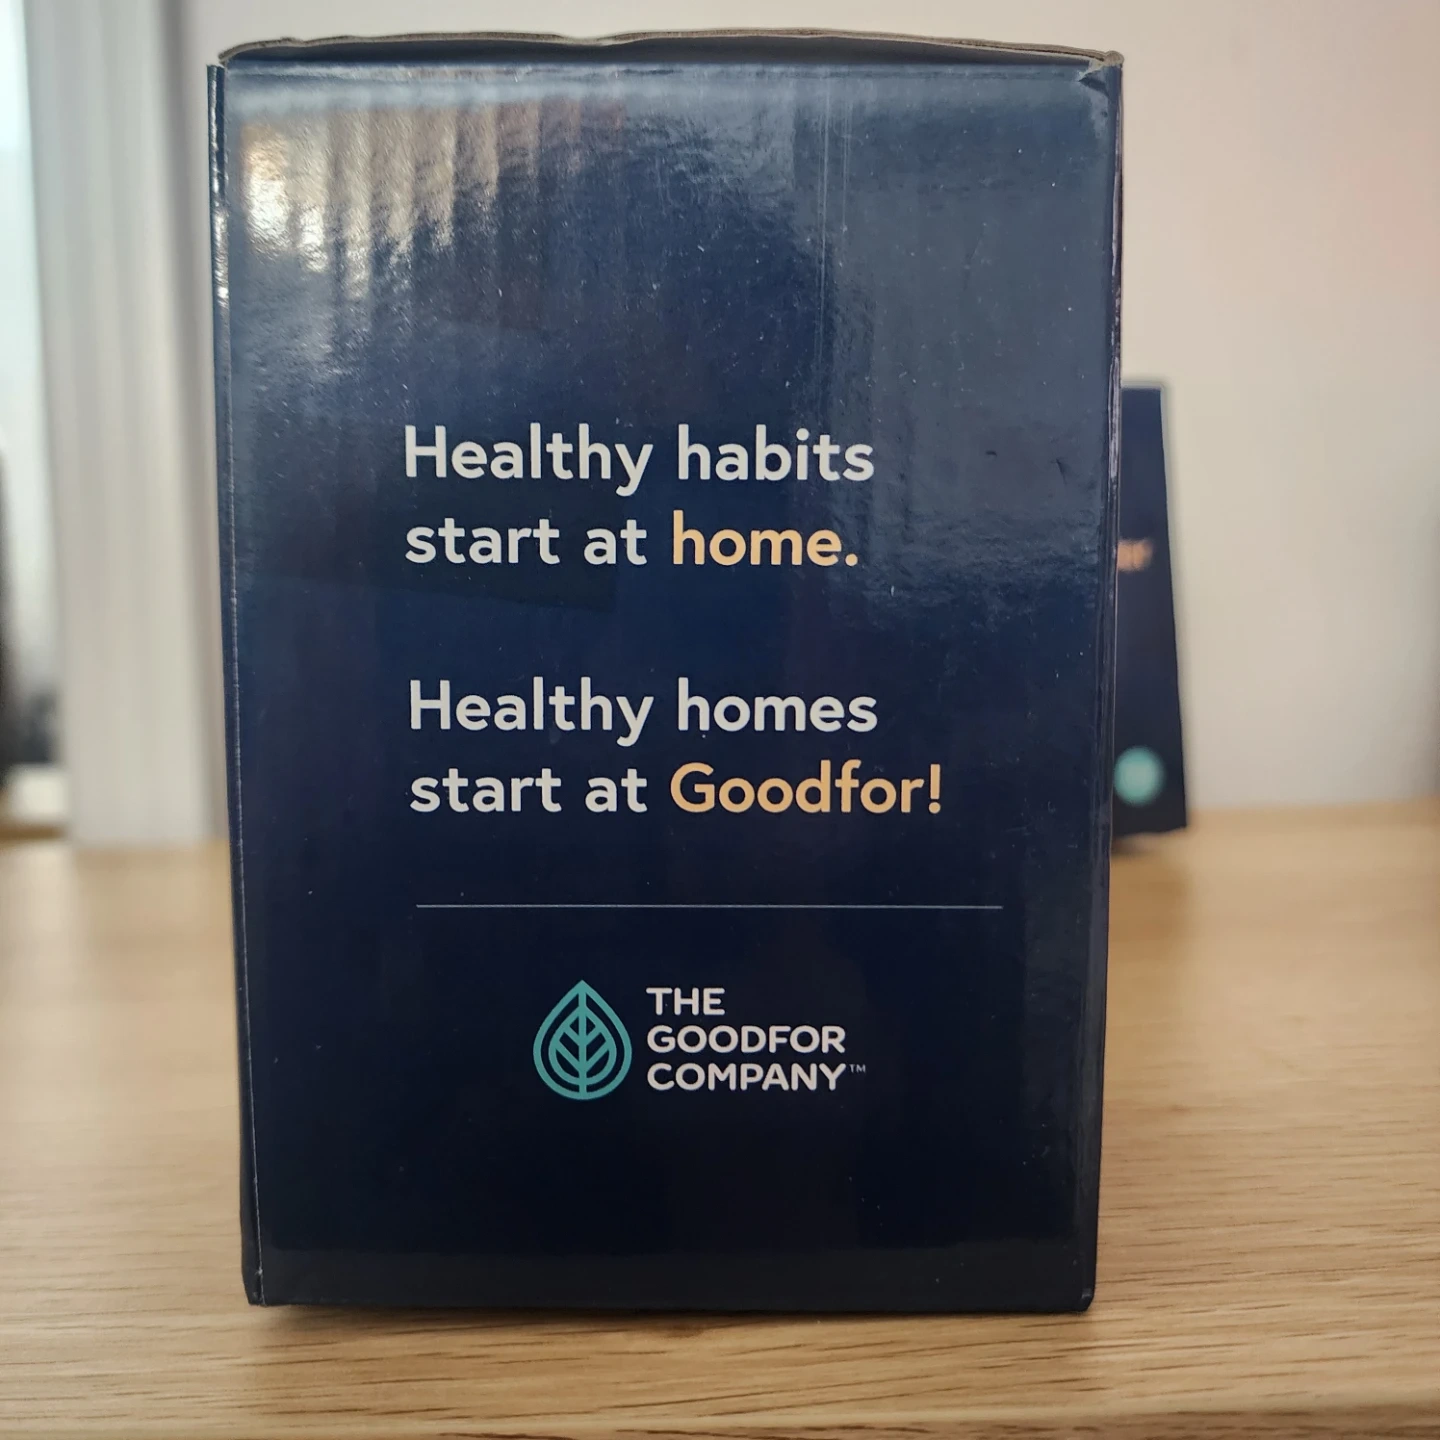 Healthy habits
start at home.
Healthy homes
start at Goodfor!
THE
GOODFOR
COMPANY™